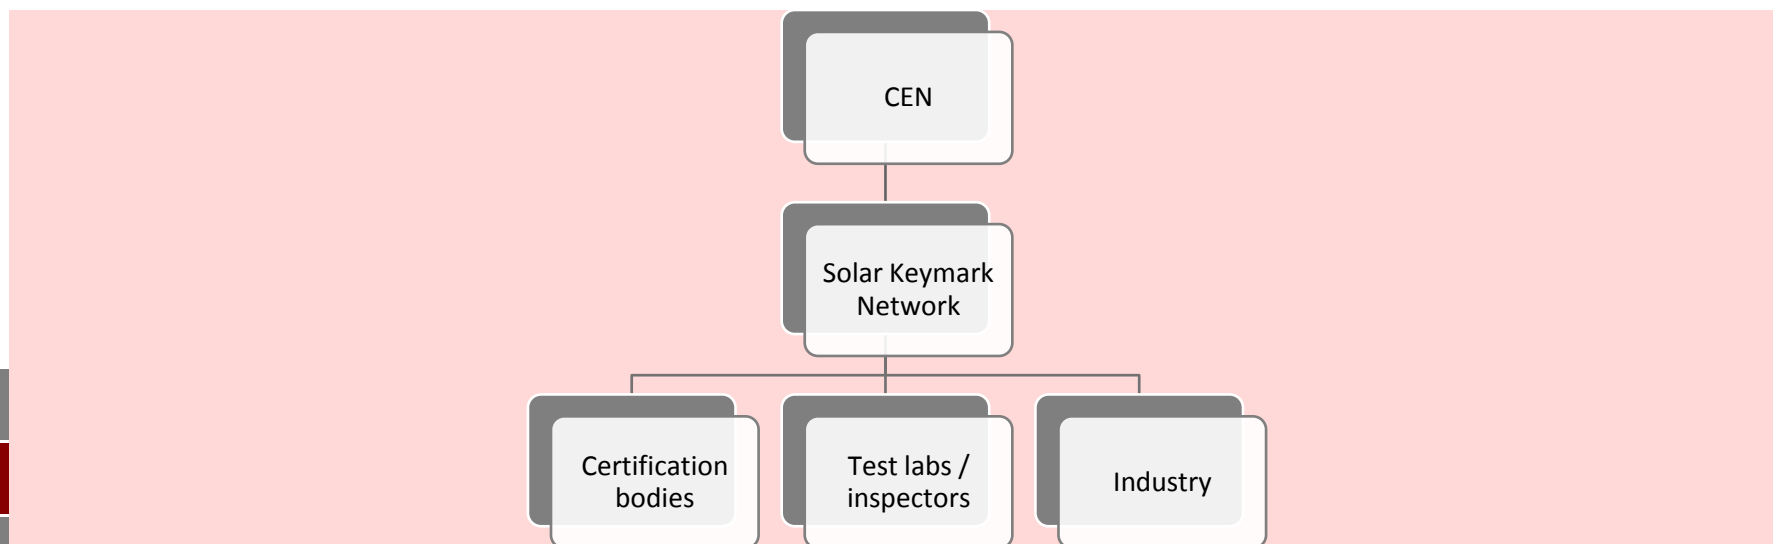 CEN
Solar Keymark
Network
Certification
bodies
Test labs /
inspectors
Industry